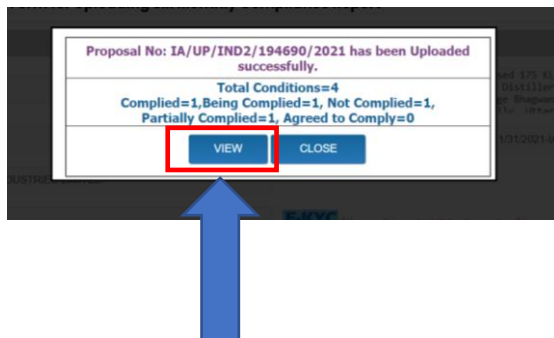 Proposal No: IA/UP/IND2/194690/2021 has been Uploaded
successfully.
Total Conditions=4
Complied=1,Being Complied=1, Not Complied=1,
Partially Complied=1, Agreed to Comply=0
VIEW CLOSE
E-KYC